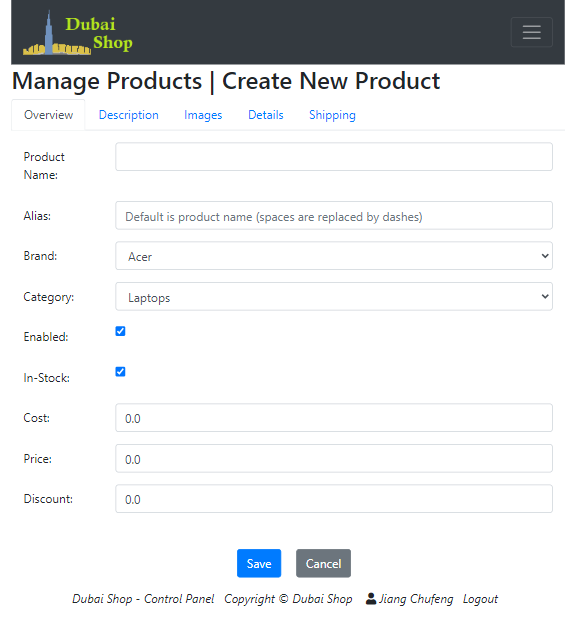 Dubai
Shop
Manage Products | Create New Product
Overview Description Images Details Shipping
Product
Name:
Alias: Default is product name (spaces are replaced by dashes)
Brand: Acer
Category: Laptops
Enabled:
In-Stock:
Cost: 0.0
Price: 0.0
Discount: 0.0
Save Cancel
Dubai Shop - Control Panel Copyright © Dubai Shop Jiang Chufeng Logout